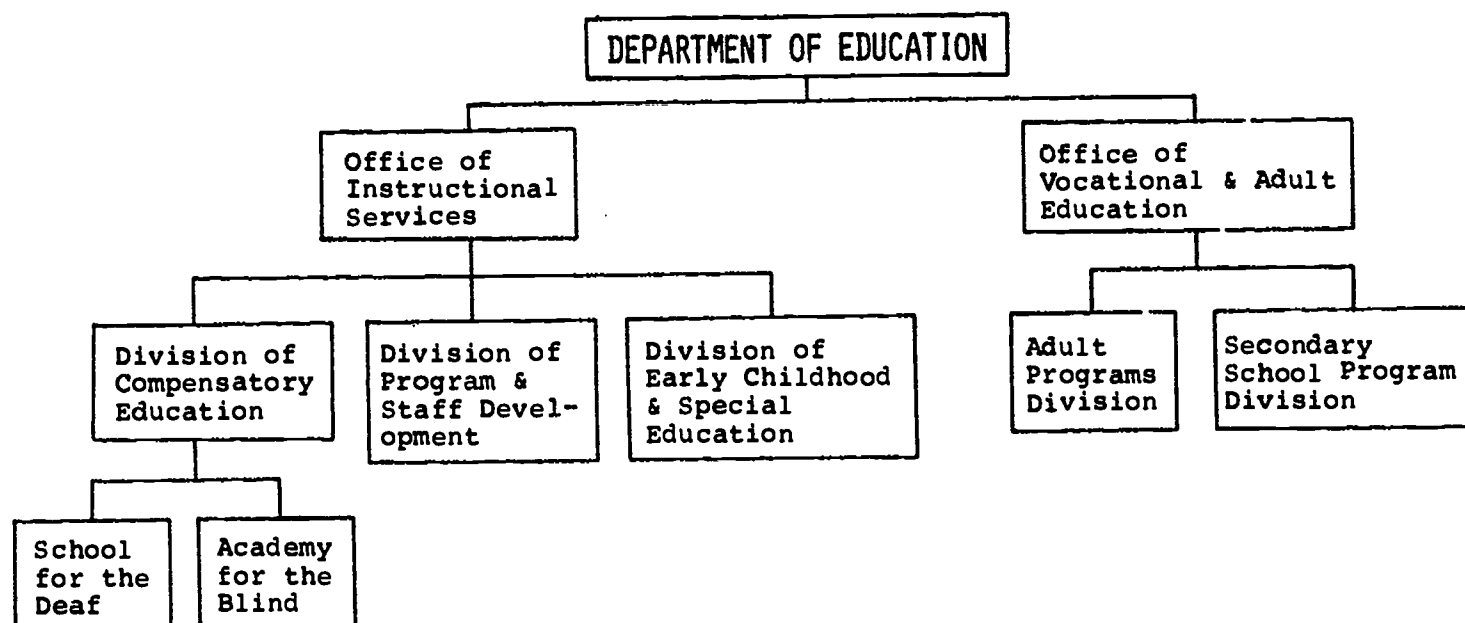 DEPARTMENT OF EDUCATION
Office of
Instructional
Services
Office of
Vocational & Adult
Education
Division of
Compensatory
Education
Division of
Program &
Staff Devel-
opment
Division of
Early Childhood
& Special
Education
Adult
Programs
Division
Secondary
School Program
Division
School
for the
Deaf
Academy
for the
Blind